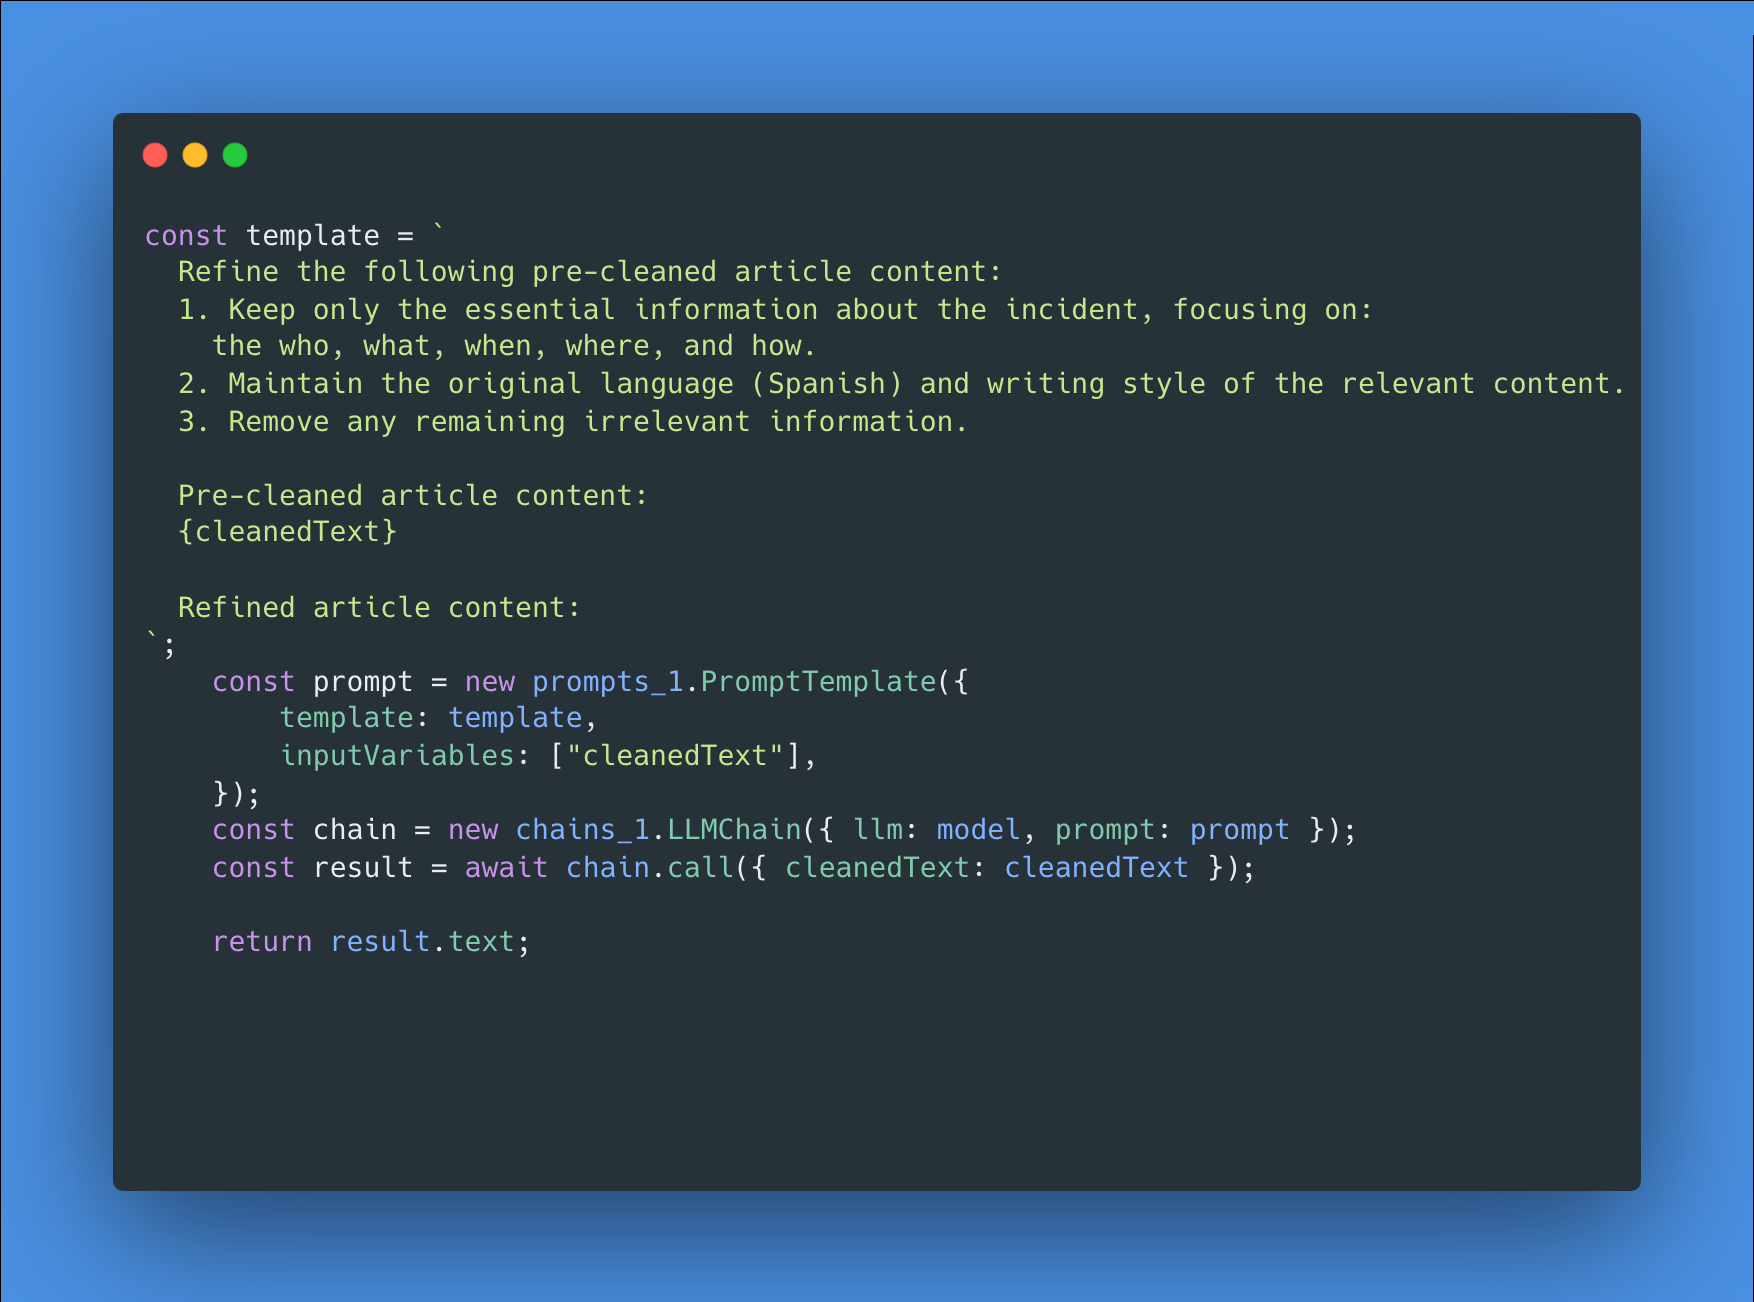 const template = `
  Refine the following pre-cleaned article content:
  1. Keep only the essential information about the incident, focusing on:
    the who, what, when, where, and how.
  2. Maintain the original language (Spanish) and writing style of the relevant content.
  3. Remove any remaining irrelevant information.

  Pre-cleaned article content:
  {cleanedText}

  Refined article content:
`;
    const prompt = new prompts_1.PromptTemplate({
        template: template,
        inputVariables: ["cleanedText"],
    });
    const chain = new chains_1.LLMChain({ llm: model, prompt: prompt });
    const result = await chain.call({ cleanedText: cleanedText });

    return result.text;